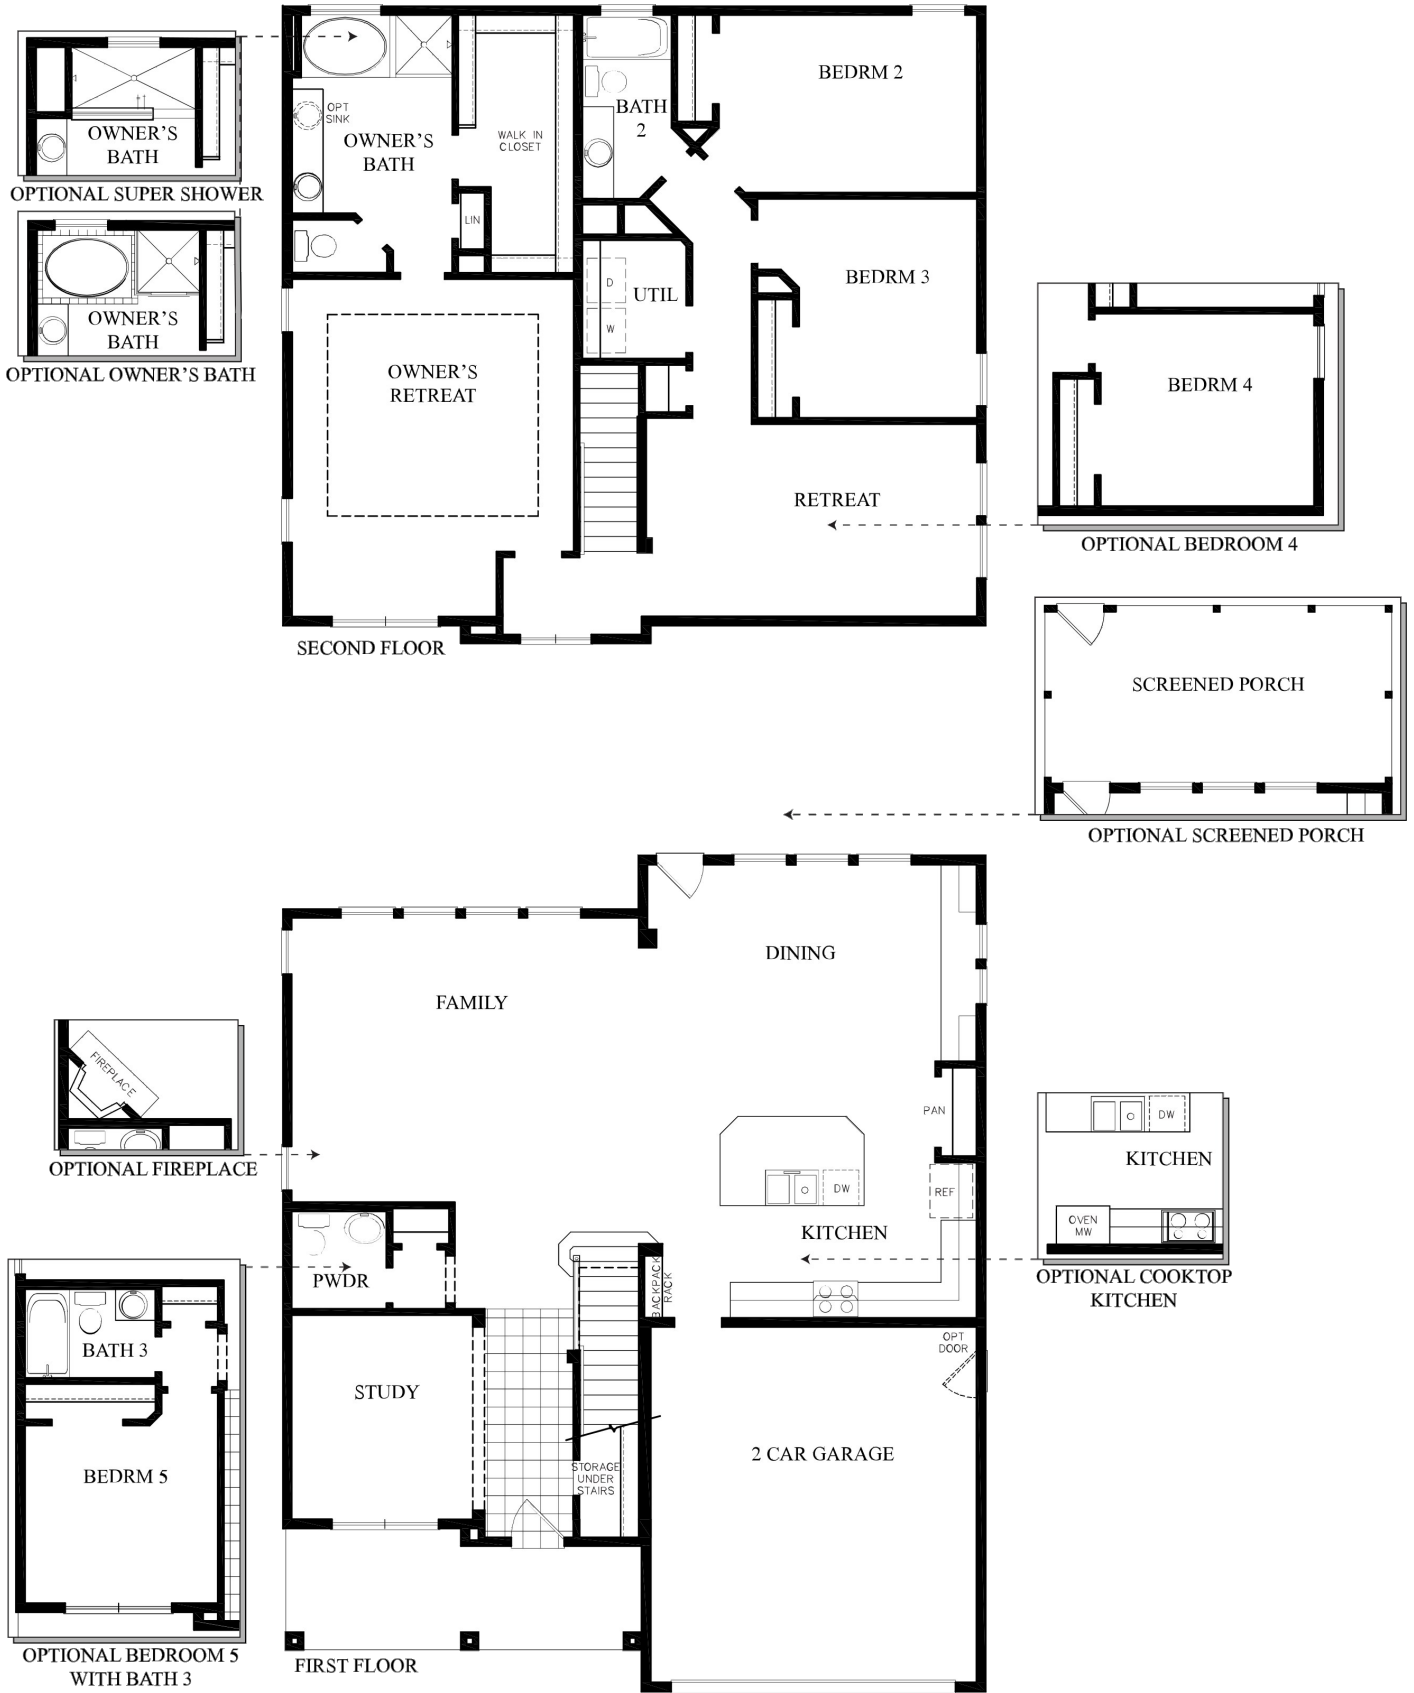 OWNER'S
BATH
OPTIONAL SUPER SHOWER
OWNER'S
BATH
OPTIONAL OWNER'S BATH
OPT
SINK
OWNER'S
BATH
WALK IN
CLOSET
LIN
BATH
2
BEDRM 2
D
W
UTIL
BEDRM 3
OWNER'S
RETREAT
RETREAT
BEDRM 4
OPTIONAL BEDROOM 4
SECOND FLOOR
SCREENED PORCH
OPTIONAL SCREENED PORCH
DINING
FAMILY
FIREPLACE
OPTIONAL FIREPLACE
PAN
REF
DW
KITCHEN
DW
KITCHEN
OVEN
MW
OPTIONAL COOKTOP
KITCHEN
PWDR
BACKPACK
RACK
OPT
DOOR
STUDY
2 CAR GARAGE
STORAGE
UNDER
STAIRS
BATH 3
BEDRM 5
OPTIONAL BEDROOM 5
WITH BATH 3
FIRST FLOOR